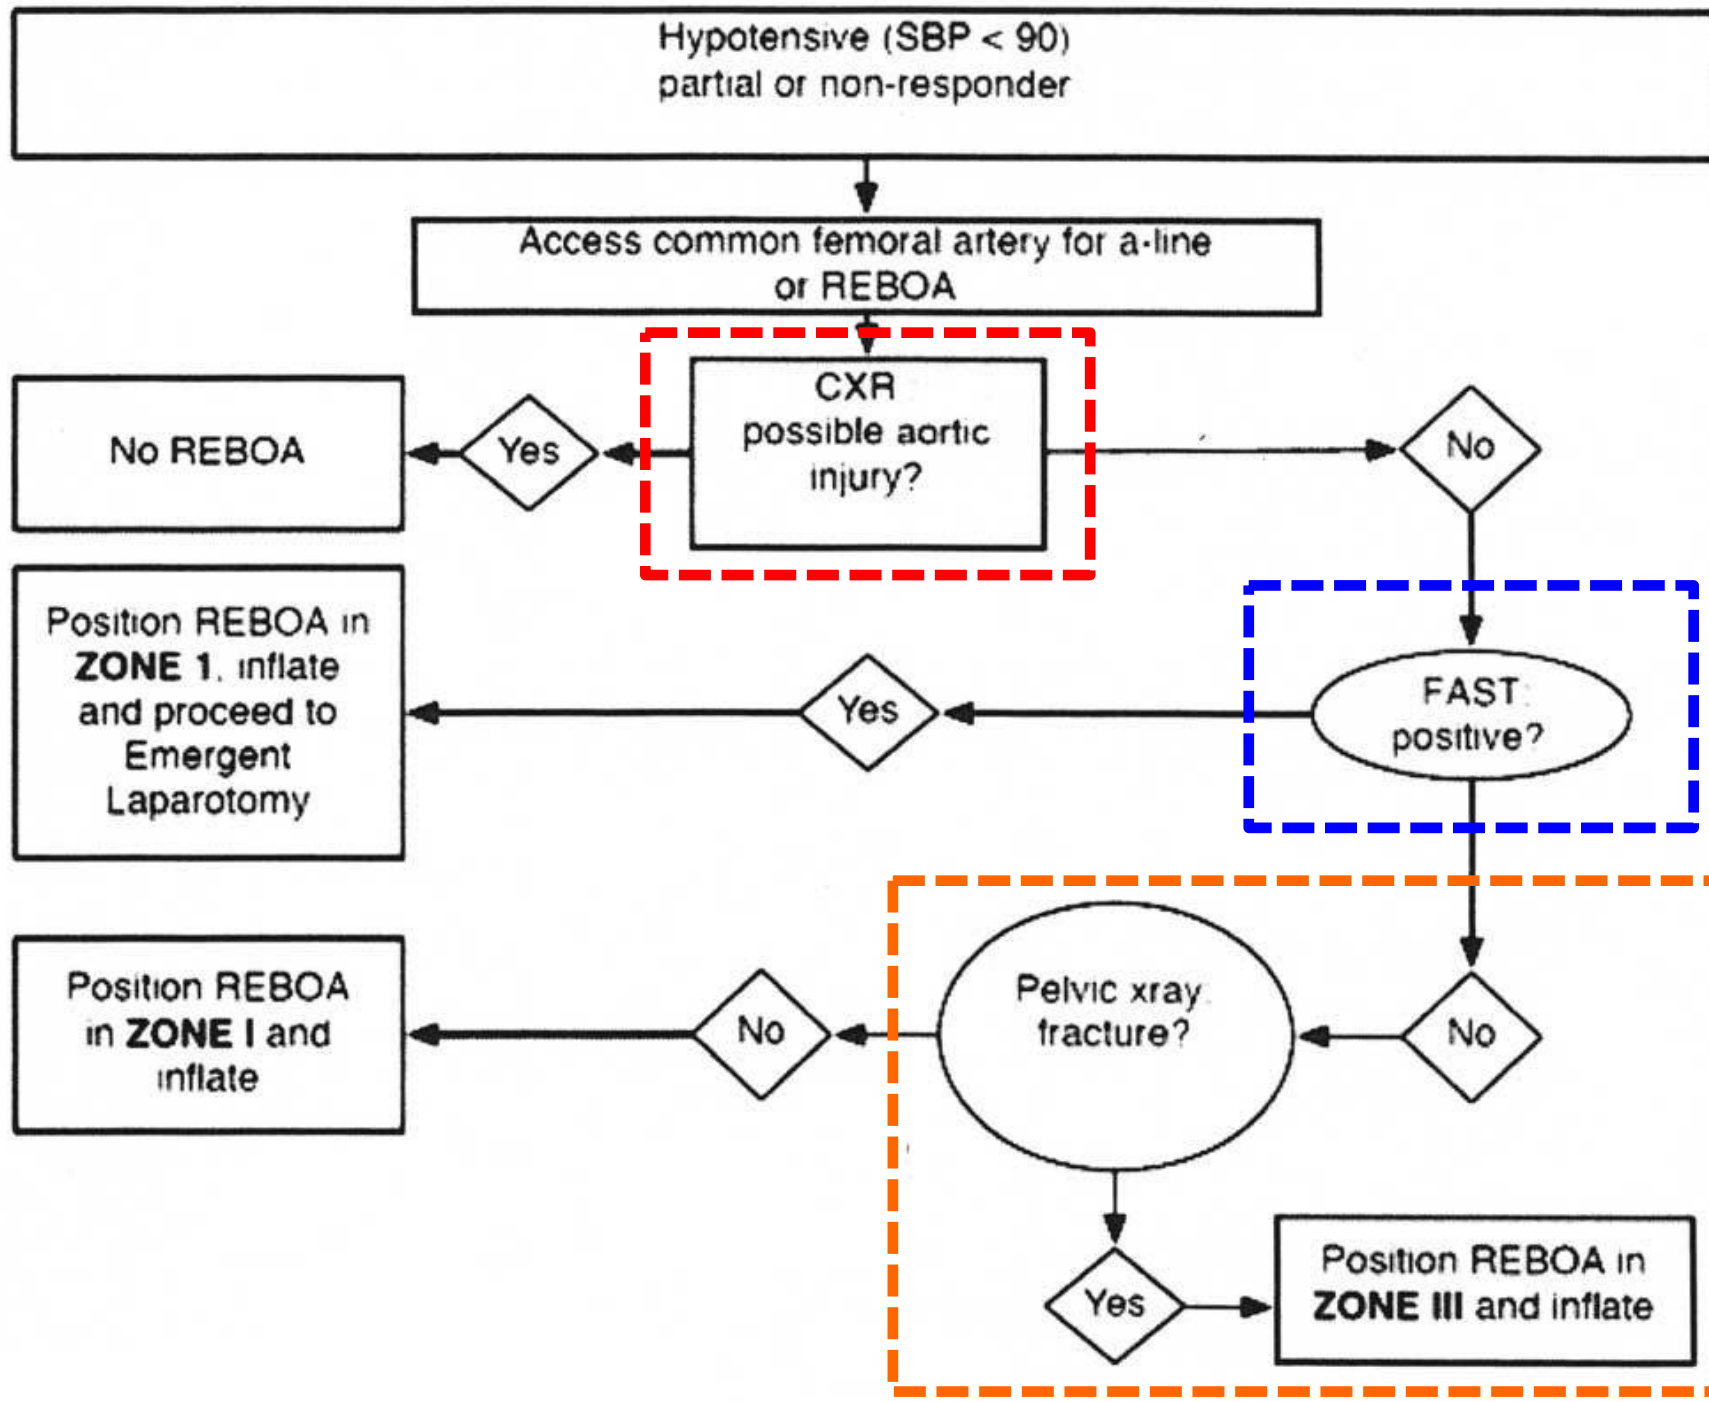 Hypotensive (SBP < 90)
partial or non-responder
Access common femoral artery for a-line
or REBOA
CXR
possible aortic
injury?
Yes
No REBOA
No
FAST:
positive?
Yes
Position REBOA in
ZONE 1, inflate
and proceed to
Emergent
Laparotomy
No
Pelvic xray:
fracture?
No
Position REBOA
in ZONE I and
inflate
Yes
Position REBOA in
ZONE III and inflate